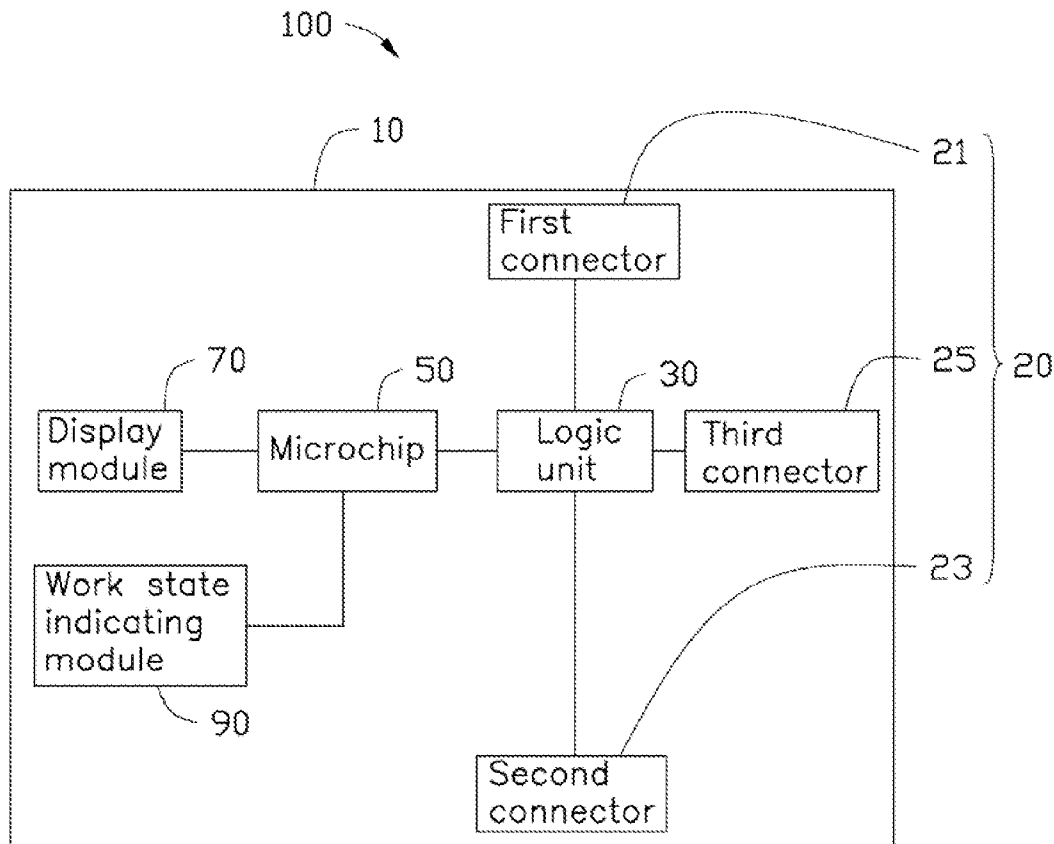 100
10
21
First
connector
70
50
30
25
20
Display
module
Microchip
Logic
unit
Third
connector
Work state
indicating
module
23
90
Second
connector